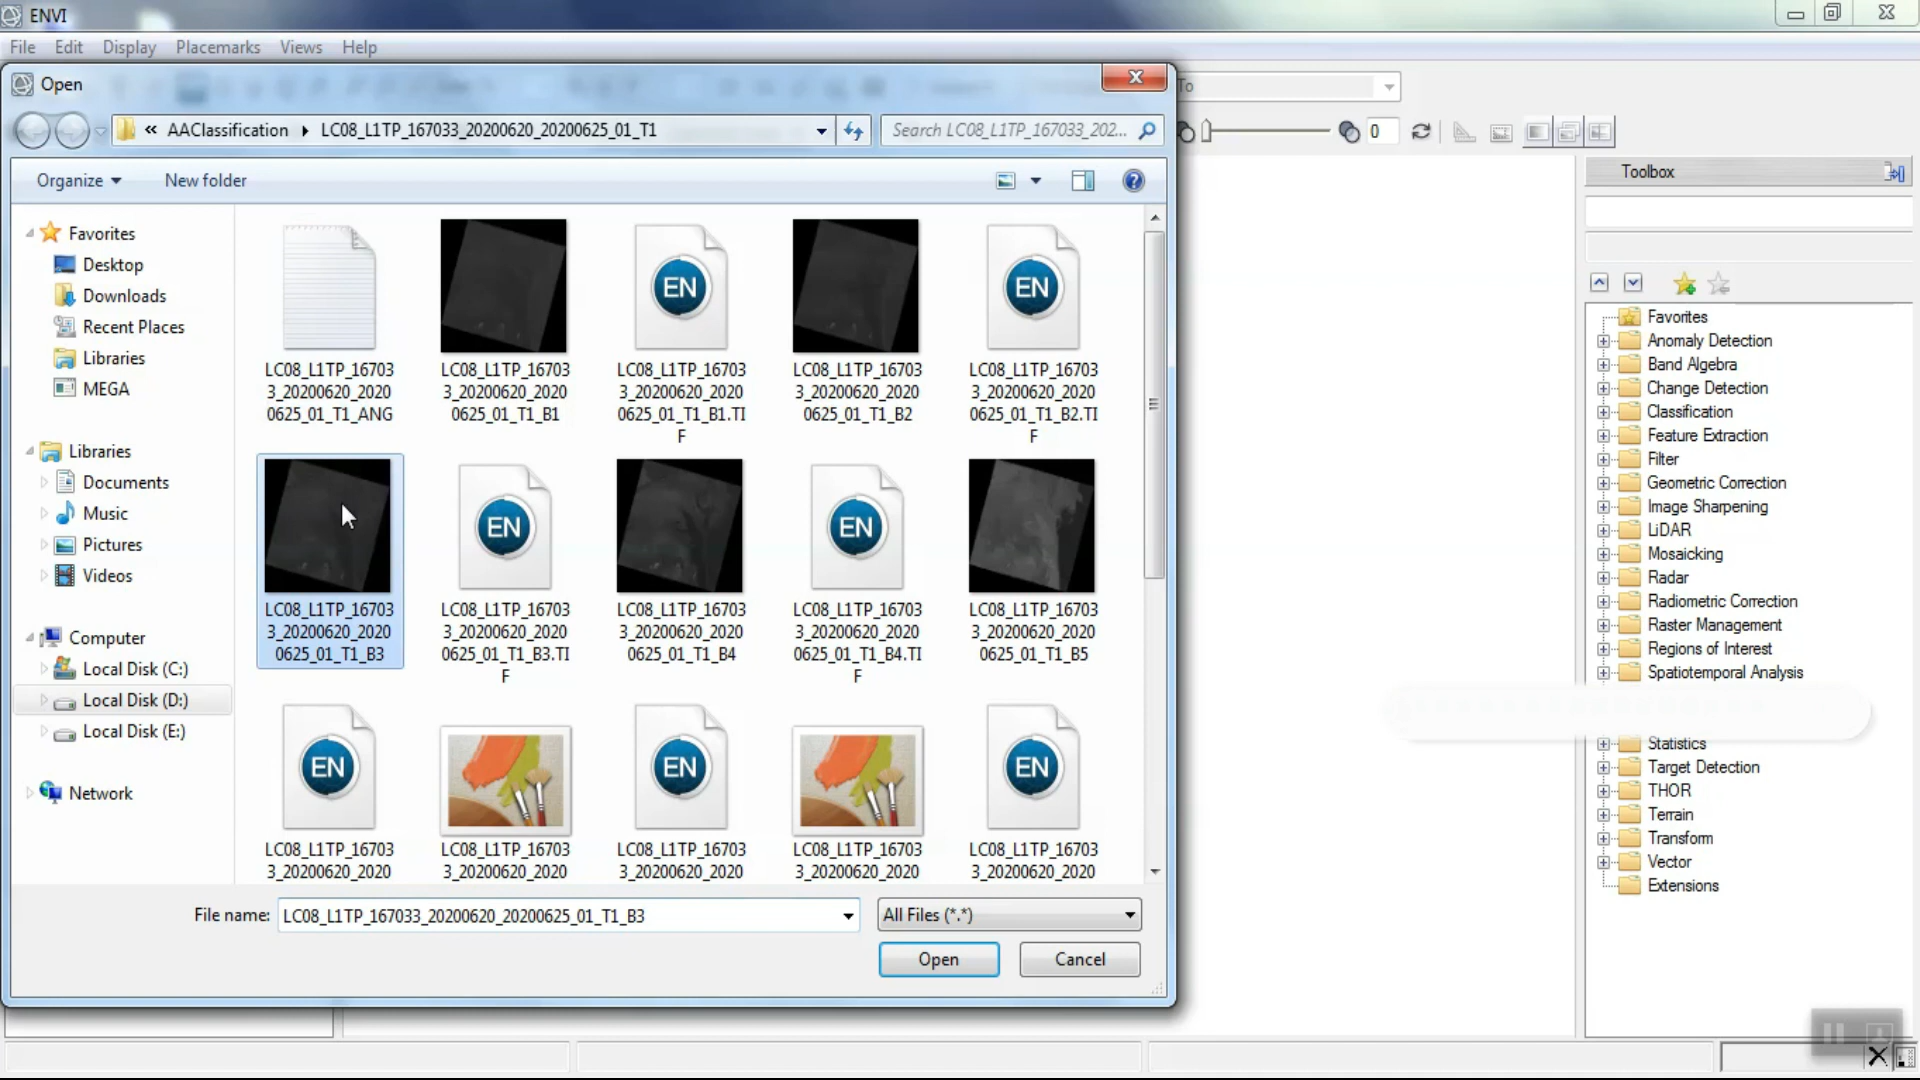 ENVI
File Edit Display Placemarks Views Help
Open
To
« AAClassification LC08_L1TP_167033_20200620_20200625_01_T1
Search LC08_L1TP_167033_202...
0
Organize New folder
Toolbox
Favorites
Desktop
Downloads
Recent Places
Libraries
MEGA
Libraries
Documents
Music
Pictures
Videos
Computer
Local Disk (C:)
Local Disk (D:)
Local Disk (E:)
Network
LC08_L1TP_16703
3_20200620_2020
0625_01_T1_ANG
LC08_L1TP_16703
3_20200620_2020
0625_01_T1_B1
EN
LC08_L1TP_16703
3_20200620_2020
0625_01_T1_B1.TI
F
LC08_L1TP_16703
3_20200620_2020
0625_01_T1_B2
EN
LC08_L1TP_16703
3_20200620_2020
0625_01_T1_B2.TI
F
LC08_L1TP_16703
3_20200620_2020
0625_01_T1_B3
EN
LC08_L1TP_16703
3_20200620_2020
0625_01_T1_B3.TI
F
LC08_L1TP_16703
3_20200620_2020
0625_01_T1_B4
EN
LC08_L1TP_16703
3_20200620_2020
0625_01_T1_B4.TI
F
LC08_L1TP_16703
3_20200620_2020
0625_01_T1_B5
EN
LC08_L1TP_16703
3_20200620_2020
LC08_L1TP_16703
3_20200620_2020
EN
LC08_L1TP_16703
3_20200620_2020
LC08_L1TP_16703
3_20200620_2020
EN
LC08_L1TP_16703
3_20200620_2020
File name: LC08_L1TP_167033_20200620_20200625_01_T1_B3
All Files (*.*)
Open Cancel
Favorites
Anomaly Detection
Band Algebra
Change Detection
Classification
Feature Extraction
Filter
Geometric Correction
Image Sharpening
LiDAR
Mosaicking
Radar
Radiometric Correction
Raster Management
Regions of Interest
Spatiotemporal Analysis
Statistics
Target Detection
THOR
Terrain
Transform
Vector
Extensions